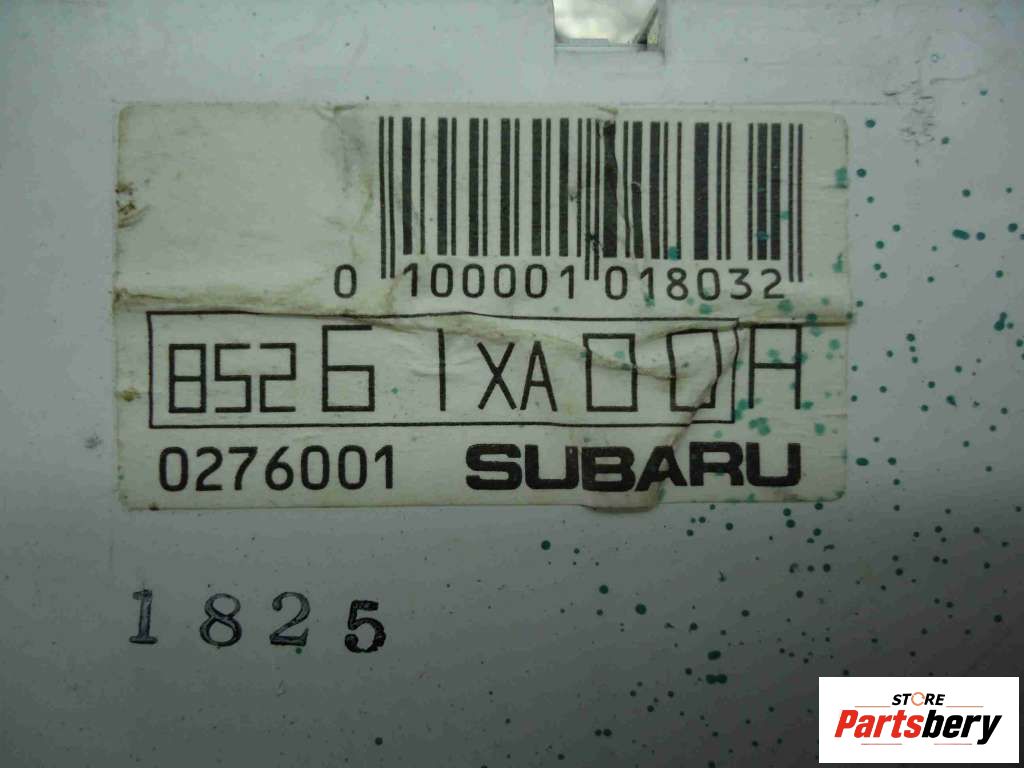 0 100001 018032
85261XA00A
0276001 SUBARU
1825
STORE
Partsbery